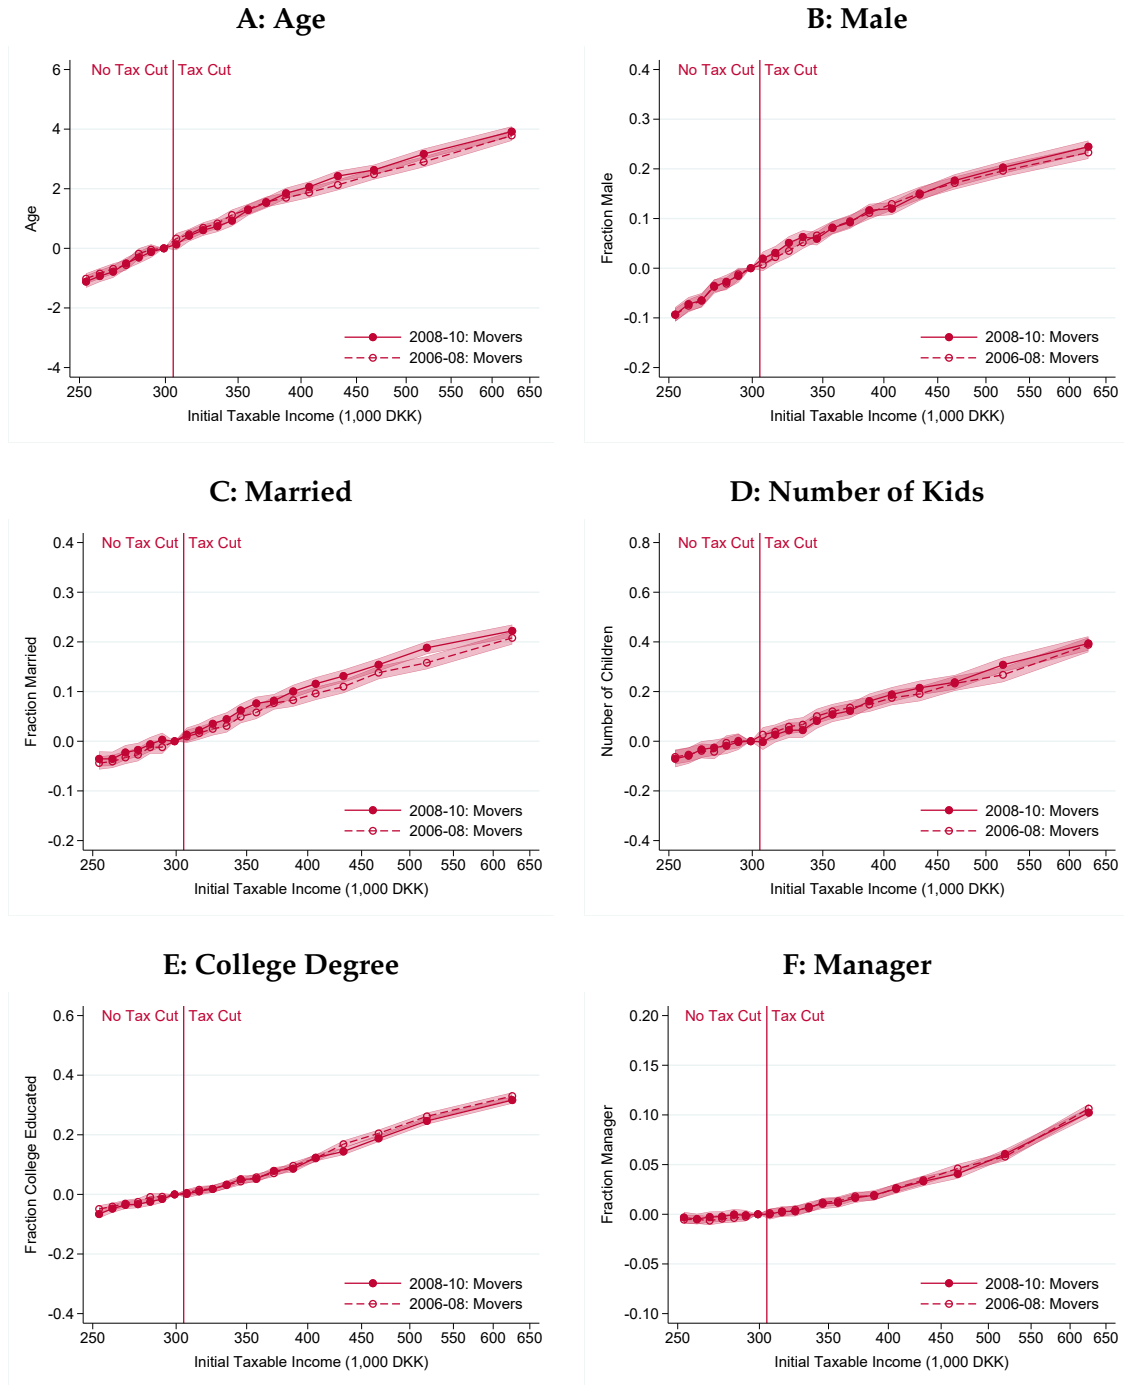 A: Age
6
4
2
0
-2
-4
Age
No Tax Cut
Tax Cut
2008-10: Movers
2006-08: Movers
250 300 350 400 450 500 550 600 650
Initial Taxable Income (1,000 DKK)
B: Male
0.4
0.3
0.2
0.1
0.0
-0.1
-0.2
Fraction Male
No Tax Cut
Tax Cut
2008-10: Movers
2006-08: Movers
250 300 350 400 450 500 550 600 650
Initial Taxable Income (1,000 DKK)
C: Married
0.4
0.3
0.2
0.1
0.0
-0.1
-0.2
Fraction Married
No Tax Cut
Tax Cut
2008-10: Movers
2006-08: Movers
250 300 350 400 450 500 550 600 650
Initial Taxable Income (1,000 DKK)
D: Number of Kids
0.8
0.6
0.4
0.2
0.0
-0.2
-0.4
Number of Children
No Tax Cut
Tax Cut
2008-10: Movers
2006-08: Movers
250 300 350 400 450 500 550 600 650
Initial Taxable Income (1,000 DKK)
E: College Degree
0.6
0.4
0.2
0.0
-0.2
-0.4
Fraction College Educated
No Tax Cut
Tax Cut
2008-10: Movers
2006-08: Movers
250 300 350 400 450 500 550 600 650
Initial Taxable Income (1,000 DKK)
F: Manager
0.20
0.15
0.10
0.05
0.00
-0.05
-0.10
Fraction Manager
No Tax Cut
Tax Cut
2008-10: Movers
2006-08: Movers
250 300 350 400 450 500 550 600 650
Initial Taxable Income (1,000 DKK)